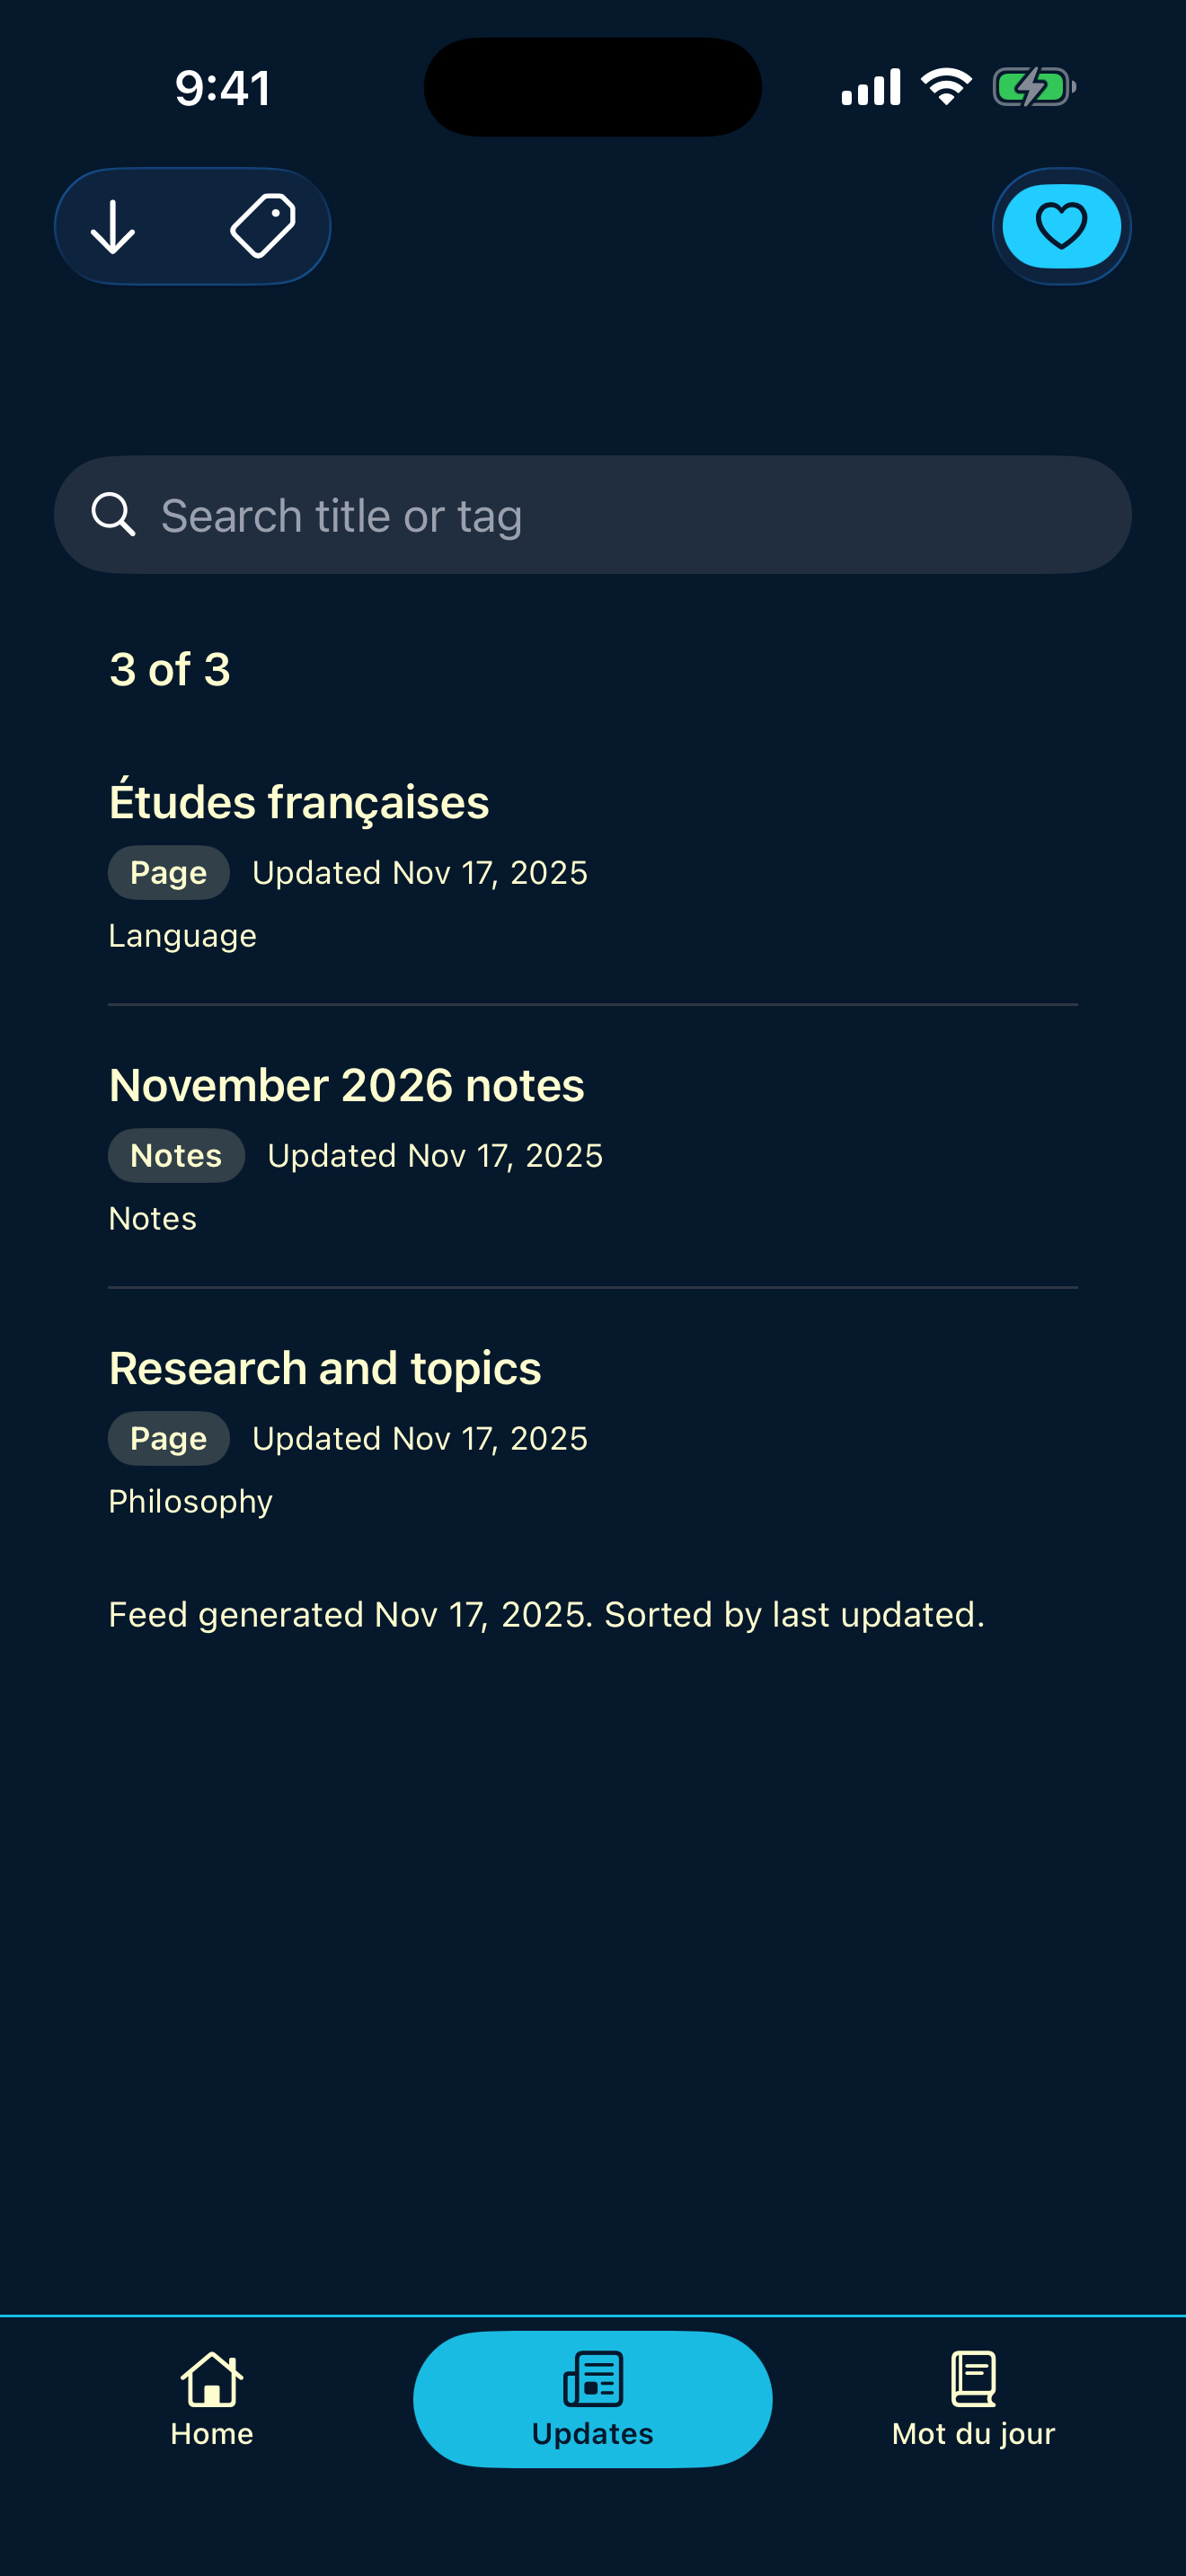 9:41
Search title or tag
3 of 3
Études françaises
Page Updated Nov 17, 2025
Language
November 2026 notes
Notes Updated Nov 17, 2025
Notes
Research and topics
Page Updated Nov 17, 2025
Philosophy
Feed generated Nov 17, 2025. Sorted by last updated.
Home Updates Mot du jour